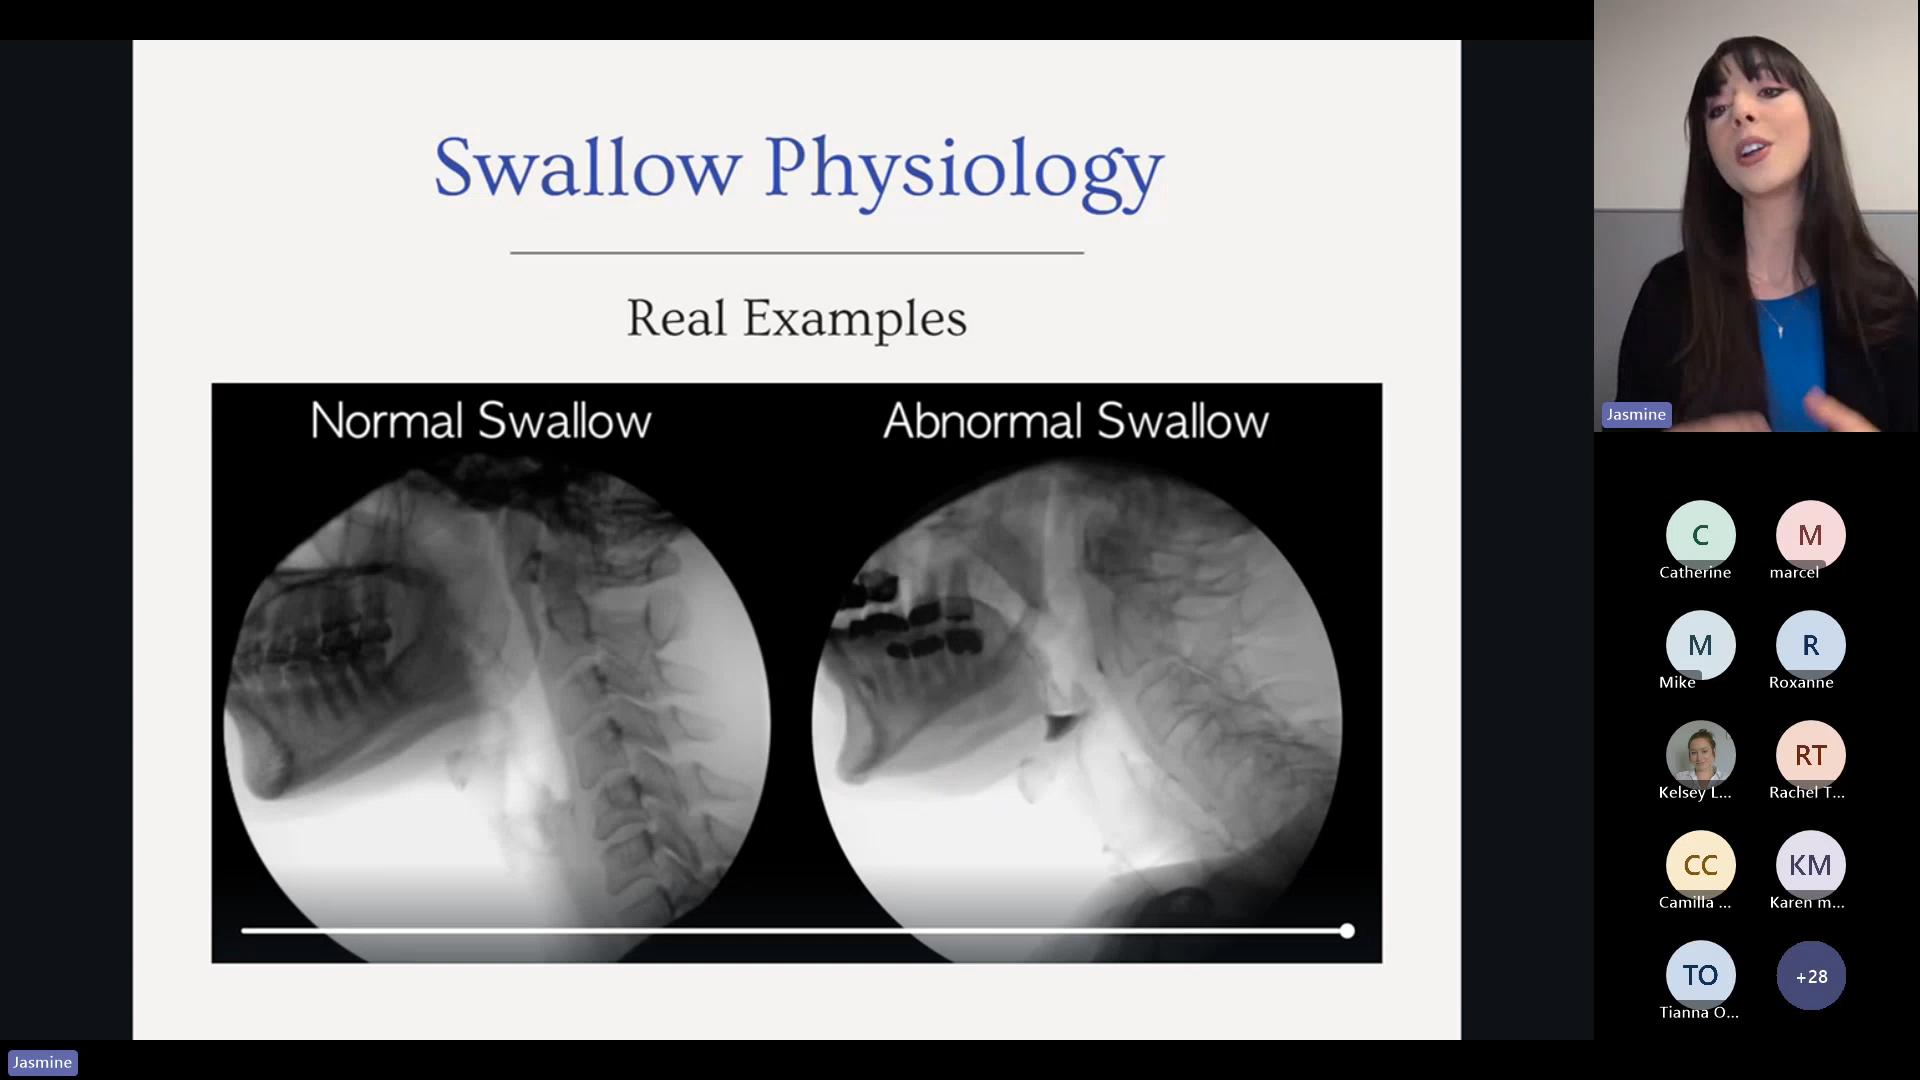 Swallow Physiology
Real Examples
Normal Swallow
Abnormal Swallow
Jasmine
C
Catherine
M
marcel
M
Mike
R
Roxanne
Kelsey L...
RT
Rachel T...
CC
Camilla ...
KM
Karen m...
TO
Tianna O...
+28
Jasmine